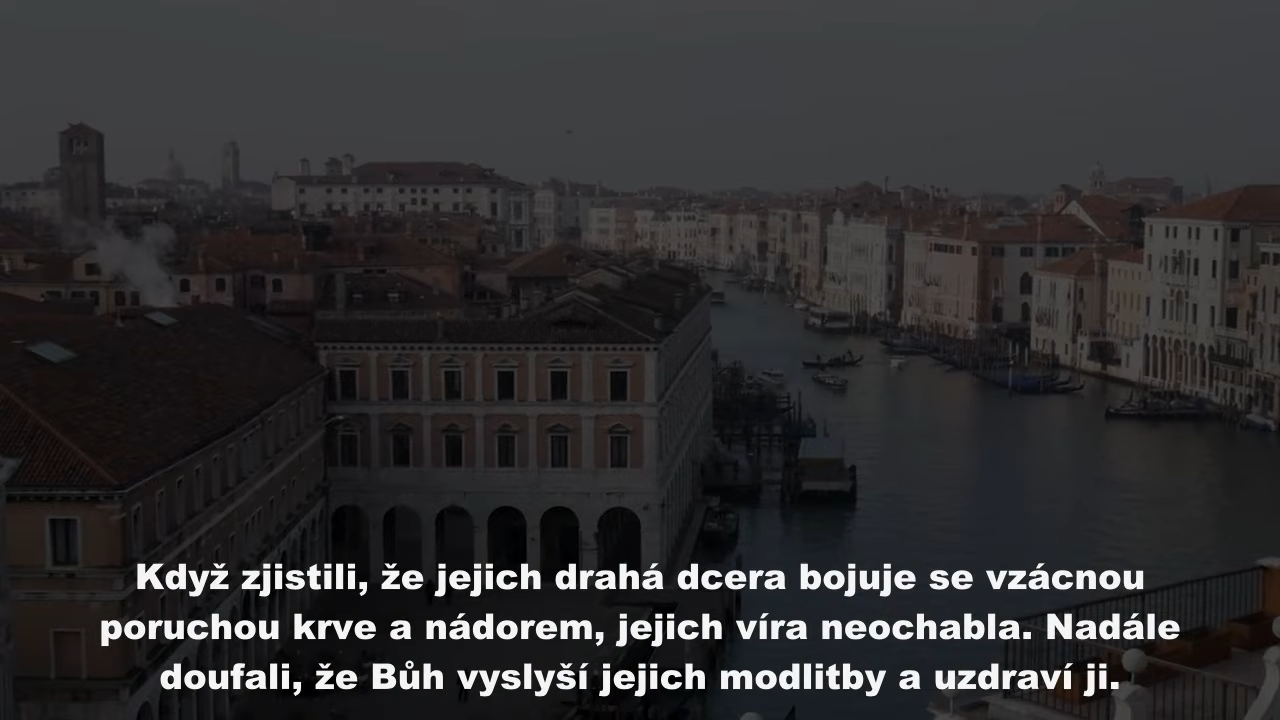 Když zjistili, že jejich drahá dcera bojuje se vzácnou
poruchou krve a nádorem, jejich víra neochabla. Nadále
doufali, že Bůh vyslyší jejich modlitby a uzdraví ji.